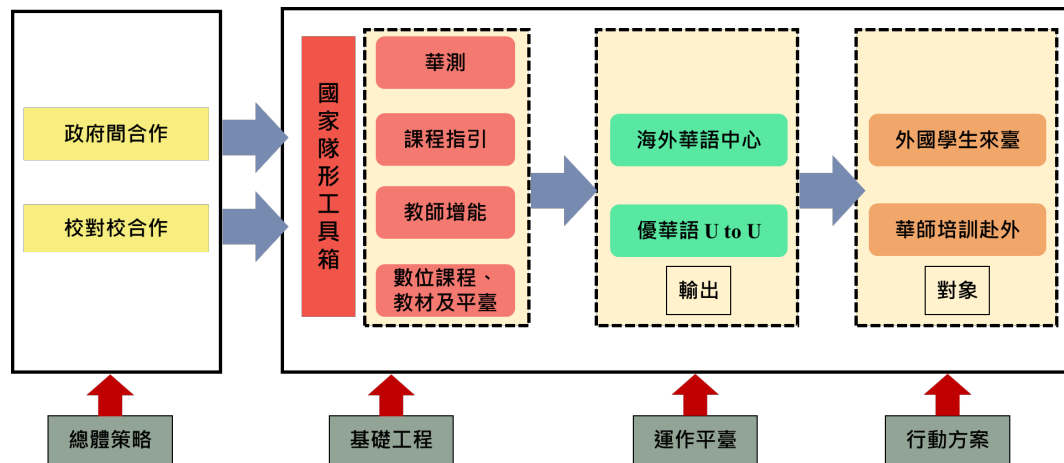 政府間合作
校對校合作
國家隊形工具箱
華測
課程指引
教師增能
數位課程、
教材及平臺
海外華語中心
優華語 U to U
輸出
外國學生來臺
華師培訓赴外
對象
總體策略
基礎工程
運作平臺
行動方案